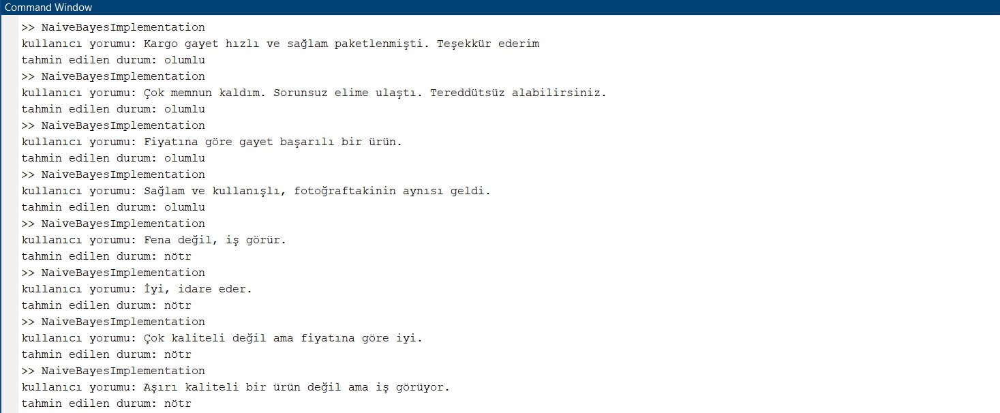 Command Window
>> NaiveBayesImplementation
kullanıcı yorumu: Kargo gayet hızlı ve sağlam paketlenmişti. Teşekkür ederim
tahmin edilen durum: olumlu
>> NaiveBayesImplementation
kullanıcı yorumu: Çok memnun kaldım. Sorunsuz elime ulaştı. Tereddütsüz alabilirsiniz.
tahmin edilen durum: olumlu
>> NaiveBayesImplementation
kullanıcı yorumu: Fiyatına göre gayet başarılı bir ürün.
tahmin edilen durum: olumlu
>> NaiveBayesImplementation
kullanıcı yorumu: Sağlam ve kullanışlı, fotoğraftakinin aynısı geldi.
tahmin edilen durum: olumlu
>> NaiveBayesImplementation
kullanıcı yorumu: Fena değil, iş görür.
tahmin edilen durum: nötr
>> NaiveBayesImplementation
kullanıcı yorumu: İyi, idare eder.
tahmin edilen durum: nötr
>> NaiveBayesImplementation
kullanıcı yorumu: Çok kaliteli değil ama fiyatına göre iyi.
tahmin edilen durum: nötr
>> NaiveBayesImplementation
kullanıcı yorumu: Aşırı kaliteli bir ürün değil ama iş görüyor.
tahmin edilen durum: nötr